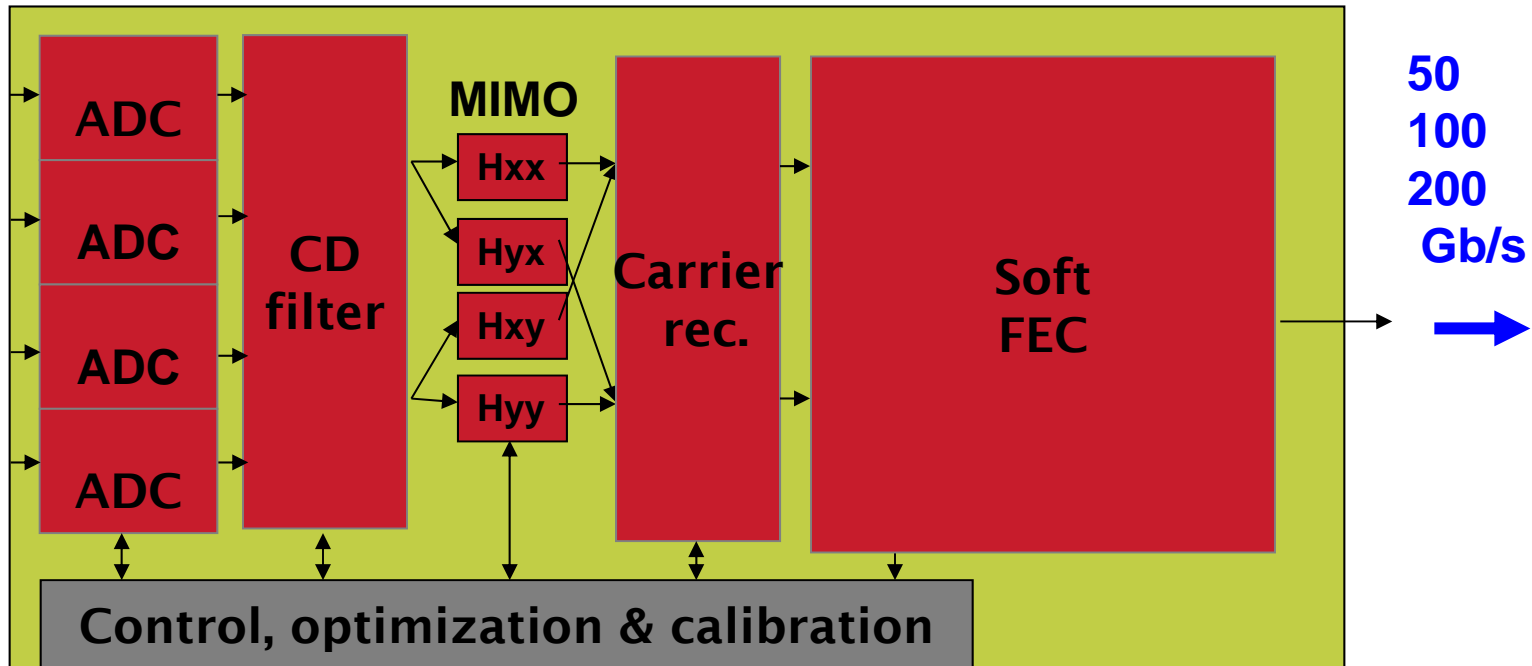 ADC
ADC
ADC
ADC
CD
filter
MIMO
Hxx
Hyx
Hxy
Hyy
Carrier
rec.
Soft
FEC
50
100
200
Gb/s
Control, optimization & calibration